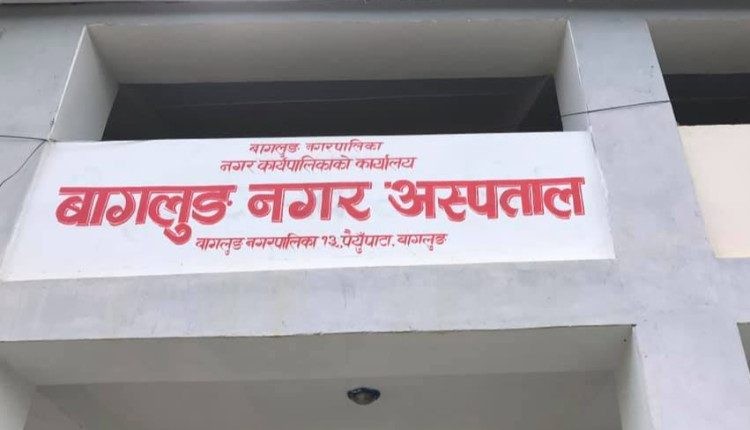 बागलुङ नगरपालिका
नगर कार्यपालिकाको कार्यालय
बागलुङ नगर अस्पताल
बागलुङ नगरपालिका १३, पैयुँपाटा, बागलुङ